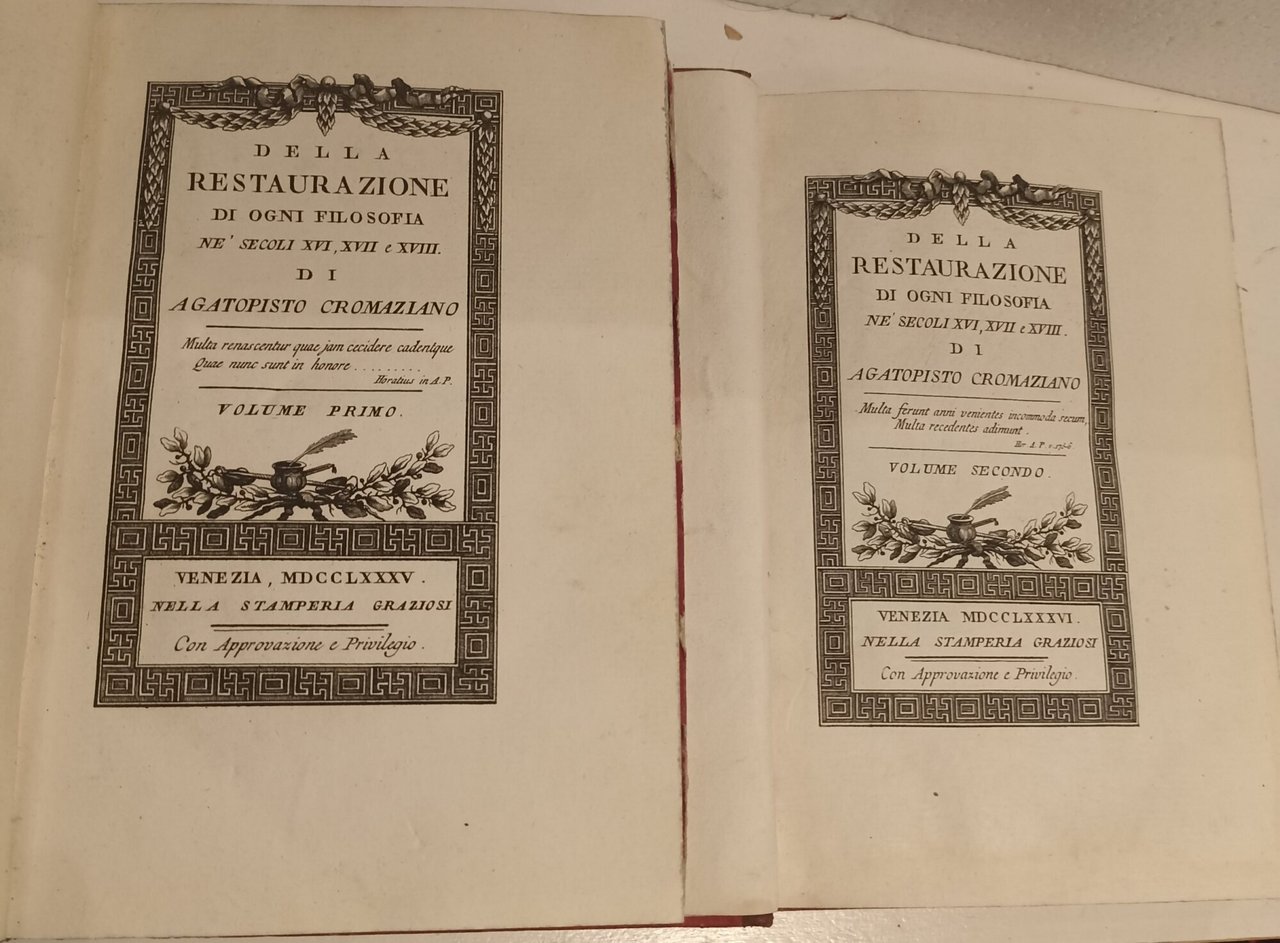 DELLA
RESTAURAZIONE
DI OGNI FILOSOFIA
NE' SECOLI XVI, XVII e XVIII.
DI
AGATOPISTO CROMAZIANO
Multa renascentur quae jam cecidere cadentque
Quae nunc sunt in honore.........
Horatius in A.P.
VOLUME PRIMO.
VENEZIA, MDCCLXXXV.
NELLA STAMPERIA GRAZIOSI
Con Approvazione e Privilegio.
DELLA
RESTAURAZIONE
DI OGNI FILOSOFIA
NE' SECOLI XVI, XVII e XVIII.
DI
AGATOPISTO CROMAZIANO
Multa ferunt anni venientes incommoda secum,
Multa recedentes adimunt.
Hor A.P. v.
VOLUME SECONDO.
VENEZIA MDCCLXXXVI.
NELLA STAMPERIA GRAZIOSI
Con Approvazione e Privilegio.